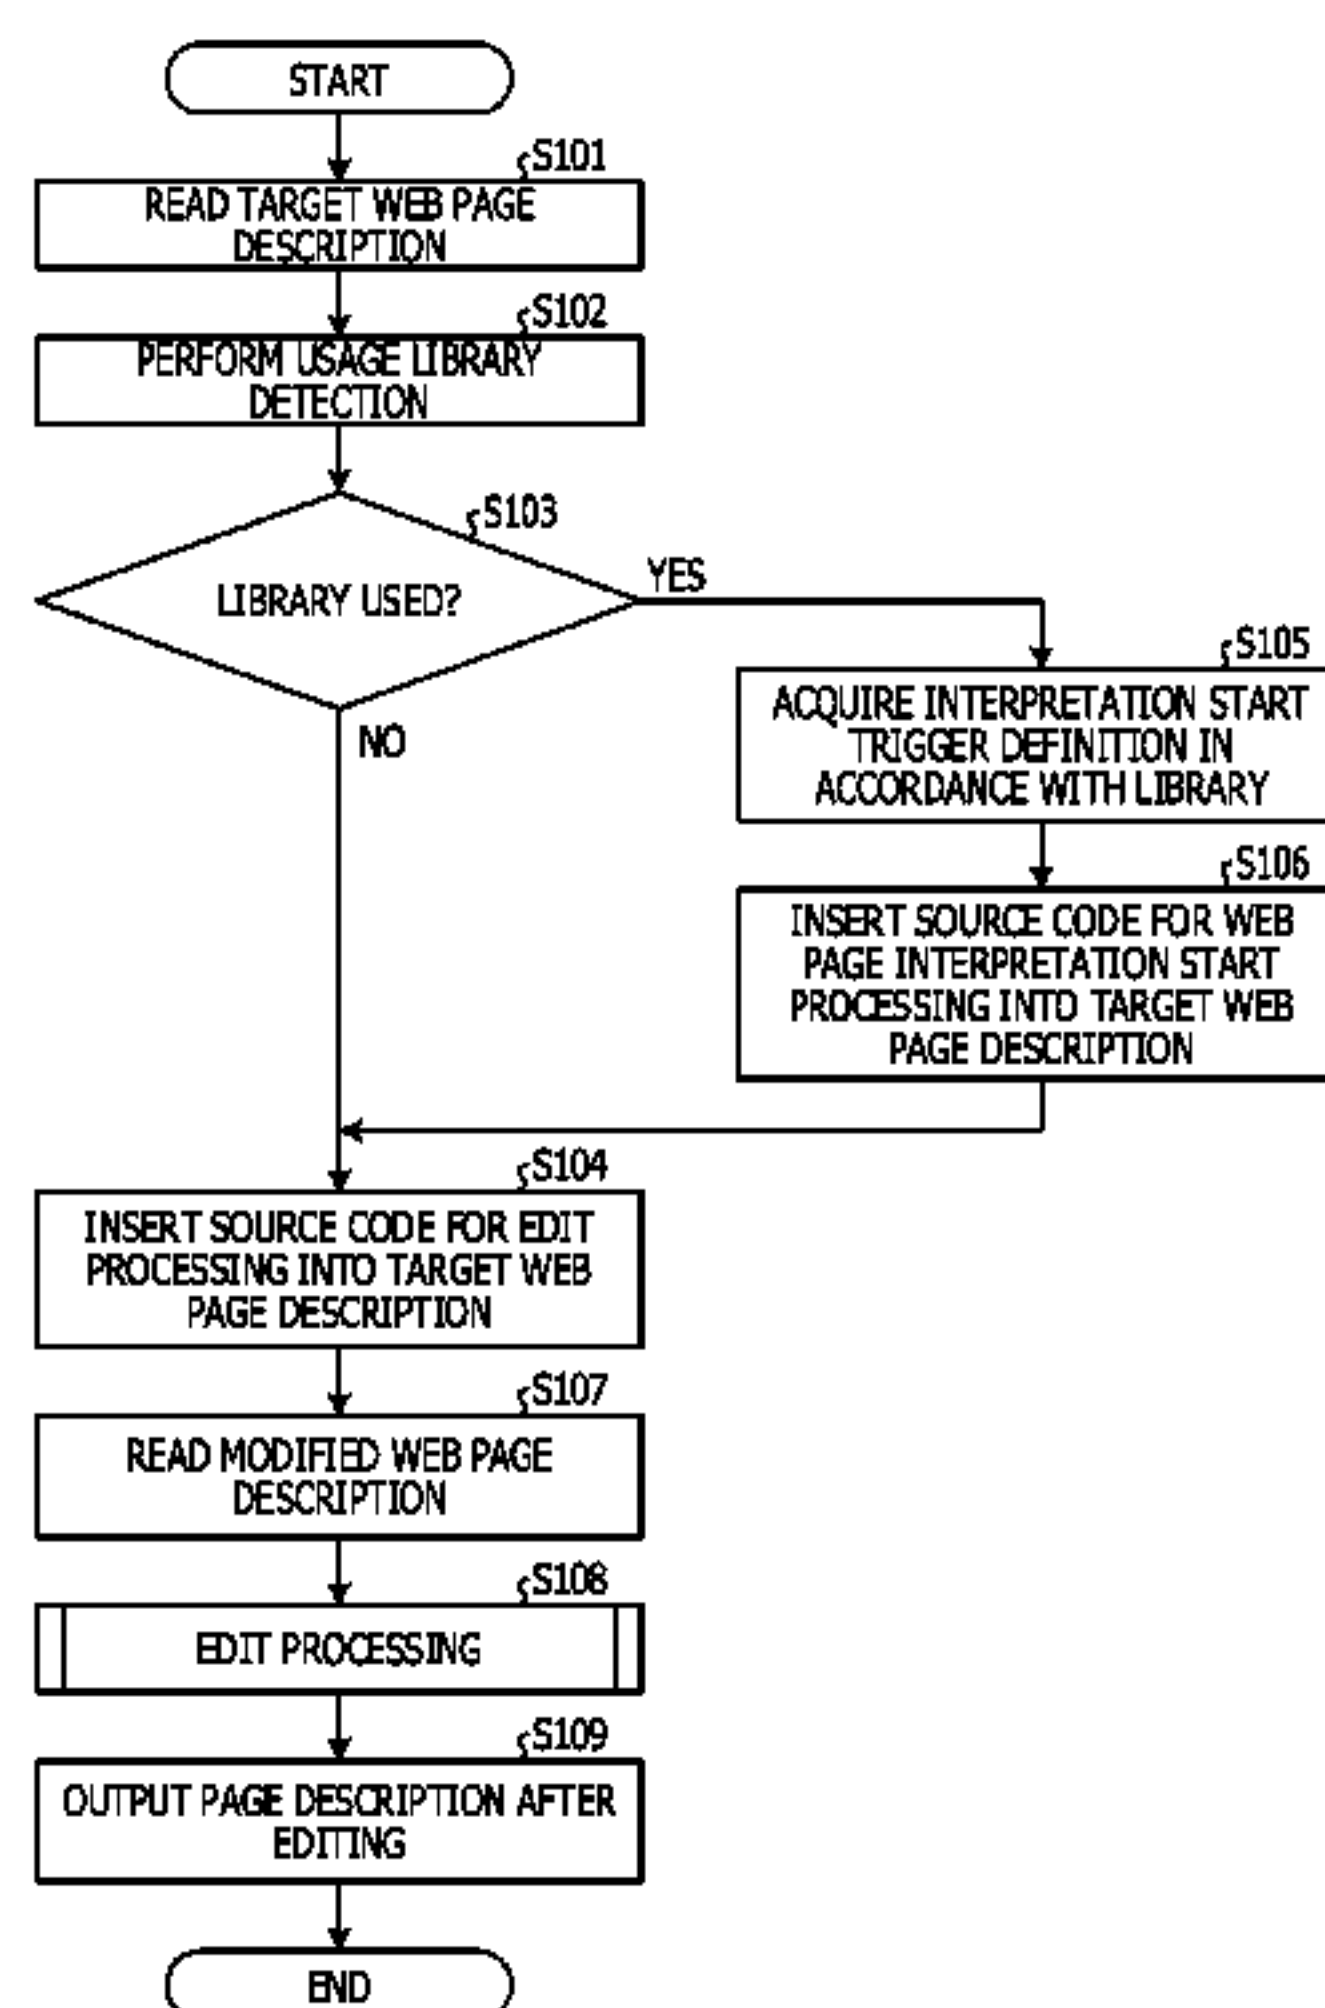 START
S101
READ TARGET WEB PAGE
DESCRIPTION
S102
PERFORM USAGE LIBRARY
DETECTION
S103
LIBRARY USED?
YES
NO
S105
ACQUIRE INTERPRETATION START
TRIGGER DEFINITION IN
ACCORDANCE WITH LIBRARY
S106
INSERT SOURCE CODE FOR WEB
PAGE INTERPRETATION START
PROCESSING INTO TARGET WEB
PAGE DESCRIPTION
S104
INSERT SOURCE CODE FOR EDIT
PROCESSING INTO TARGET WEB
PAGE DESCRIPTION
S107
READ MODIFIED WEB PAGE
DESCRIPTION
S108
EDIT PROCESSING
S109
OUTPUT PAGE DESCRIPTION AFTER
EDITING
END